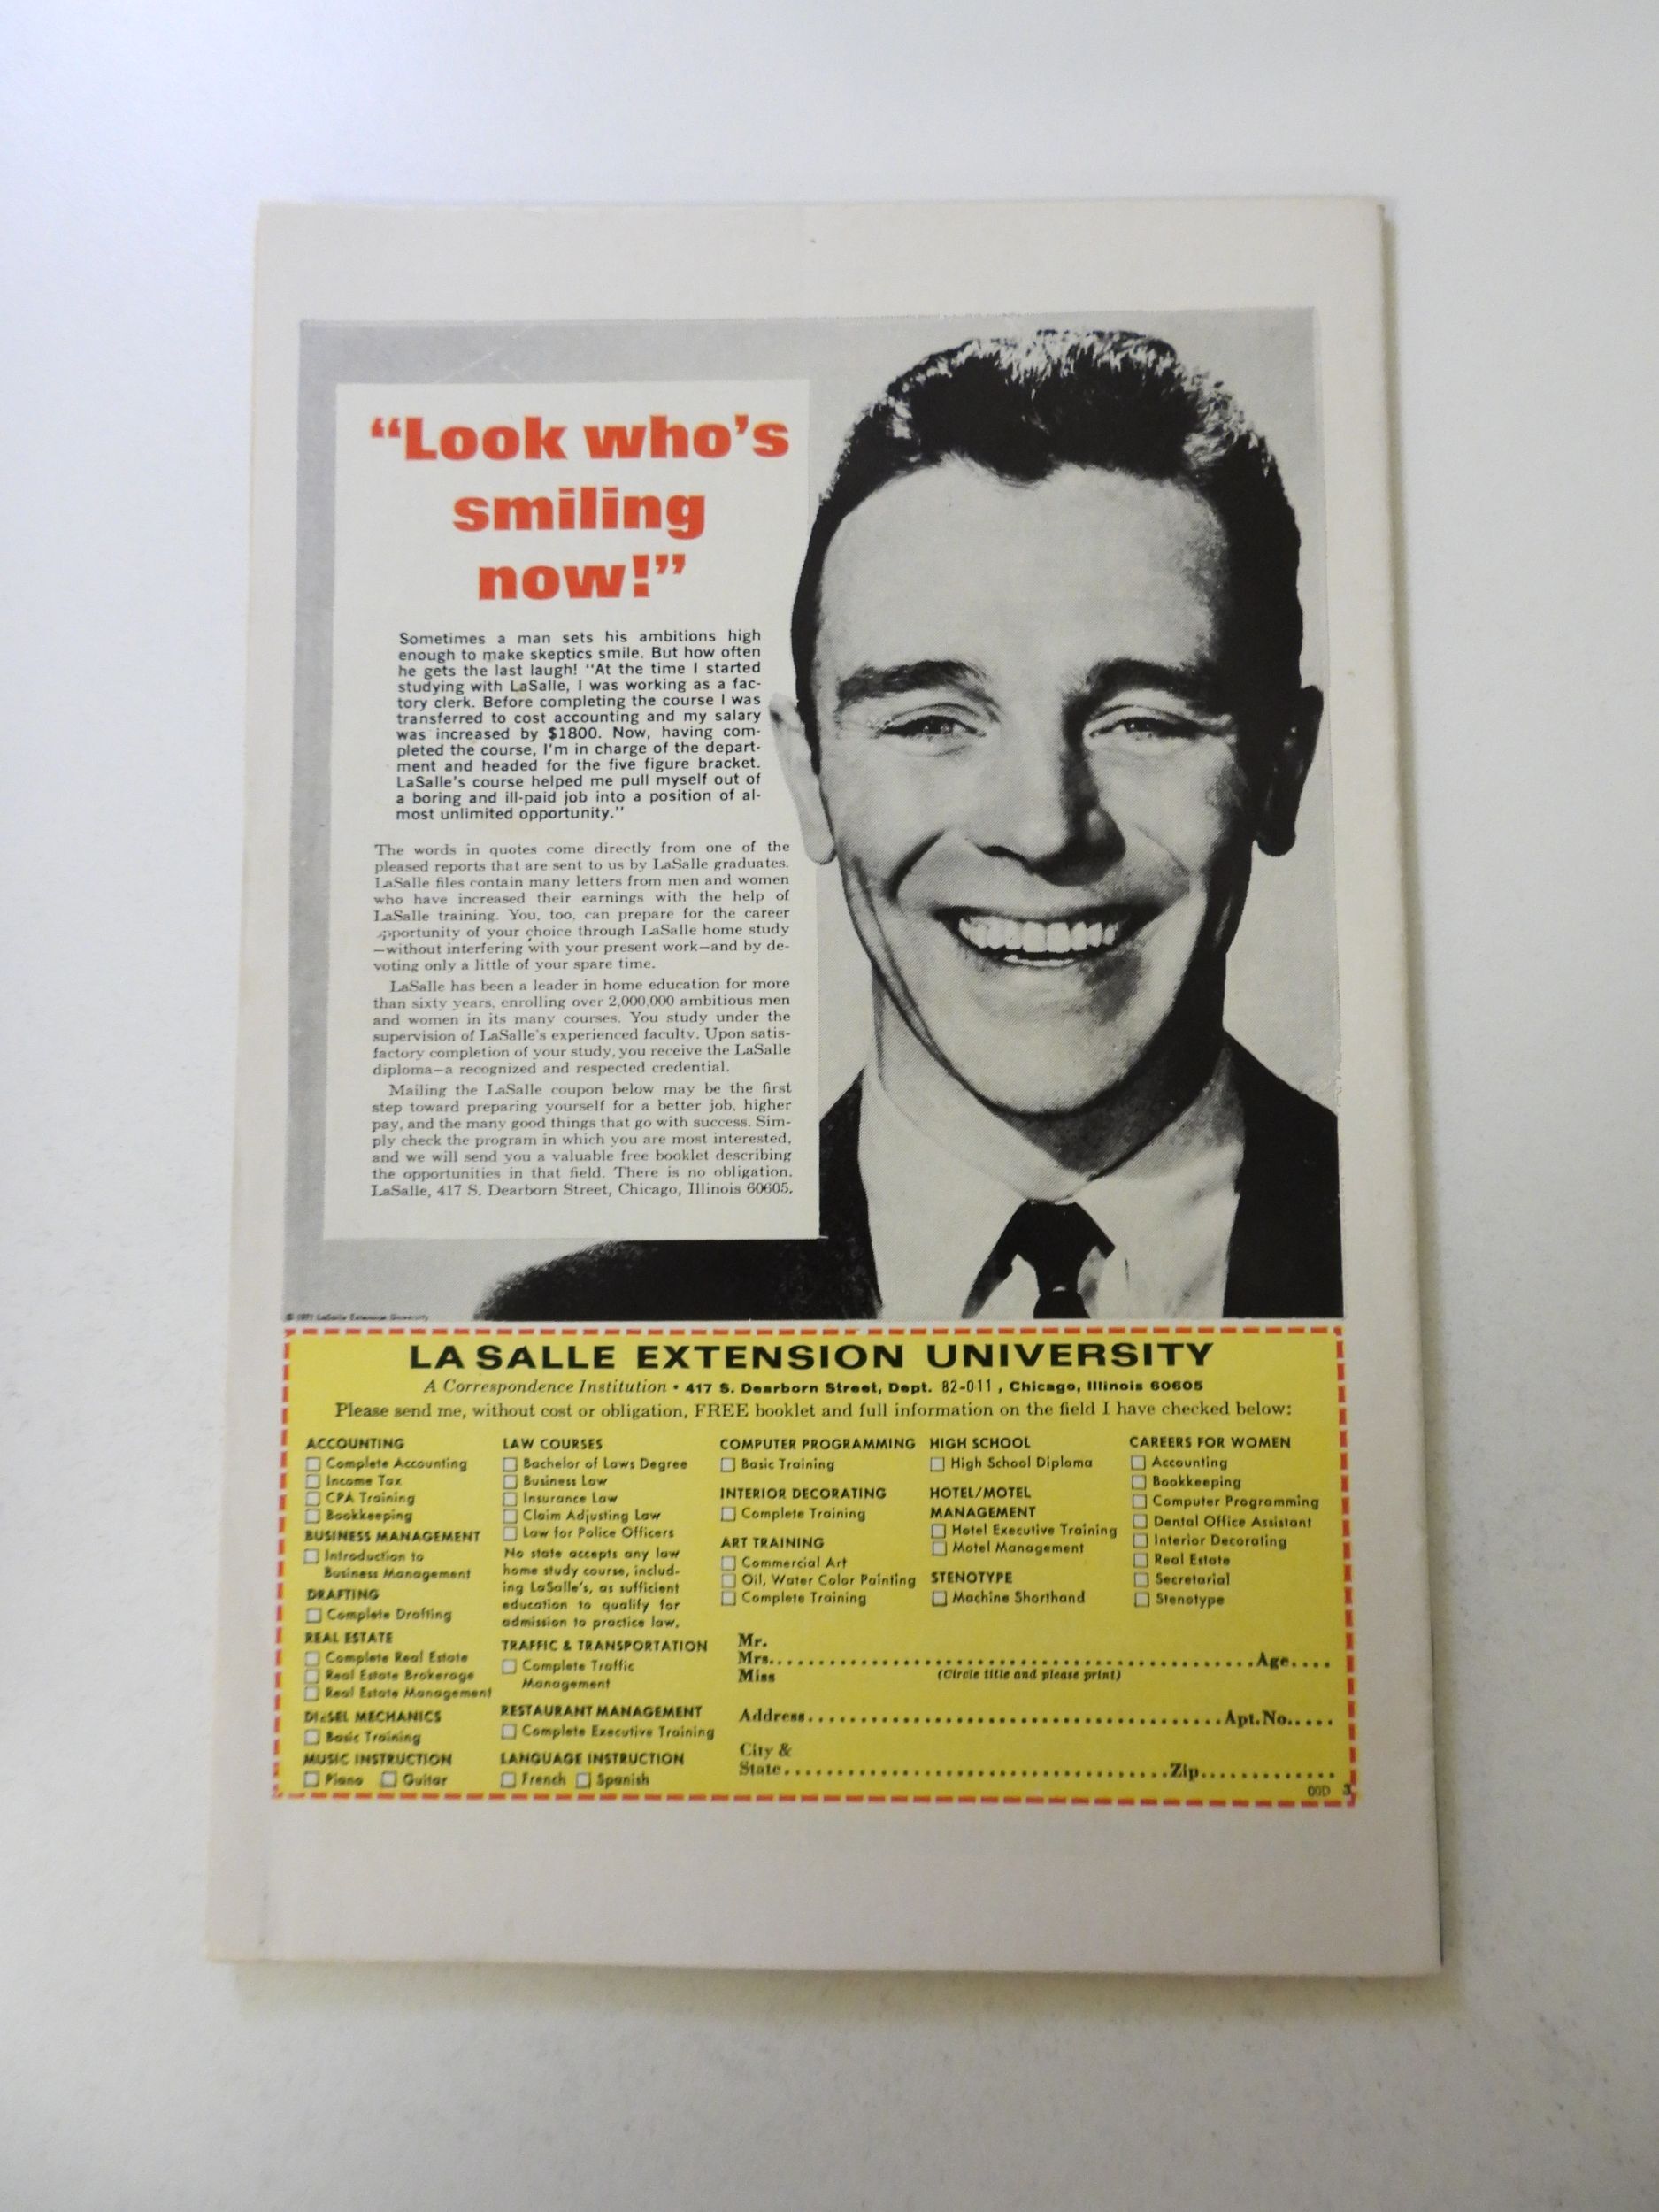 “Look who's
smiling
now!”
Sometimes a man sets his ambitions high
enough to make skeptics smile. But how often
he gets the last laugh! “At the time I started
studying with LaSalle, I was working as a fac-
tory clerk. Before completing the course I was
transferred to cost accounting and my salary
was increased by $1800. Now, having com-
pleted the course, I'm in charge of the depart-
ment and headed for the five figure bracket.
LaSalle's course helped me pull myself out of
a boring and ill-paid job into a position of al-
most unlimited opportunity.”
The words in quotes come directly from one of the
pleased reports that are sent to us by LaSalle graduates.
LaSalle files contain many letters from men and women
who have increased their earnings with the help of
LaSalle training. You, too, can prepare for the career
opportunity of your choice through LaSalle home study
—without interfering with your present work—and by de-
voting only a little of your spare time.
LaSalle has been a leader in home education for more
than sixty years, enrolling over 2,000,000 ambitious men
and women in its many courses. You study under the
supervision of LaSalle's experienced faculty. Upon satis-
factory completion of your study, you receive the LaSalle
diploma—a recognized and respected credential.
Mailing the LaSalle coupon below may be the first
step toward preparing yourself for a better job, higher
pay, and the many good things that go with success. Sim-
ply check the program in which you are most interested,
and we will send you a valuable free booklet describing
the opportunities in that field. There is no obligation.
LaSalle, 417 S. Dearborn Street, Chicago, Illinois 60605.
© 1971 LaSalle Extension University
LA SALLE EXTENSION UNIVERSITY
A Correspondence Institution • 417 S. Dearborn Street, Dept. 82-011, Chicago, Illinois 60605
Please send me, without cost or obligation, FREE booklet and full information on the field I have checked below:
ACCOUNTING
Complete Accounting
Income Tax
CPA Training
Bookkeeping
BUSINESS MANAGEMENT
Introduction to
Business Management
DRAFTING
Complete Drafting
REAL ESTATE
Complete Real Estate
Real Estate Brokerage
Real Estate Management
DIESEL MECHANICS
Basic Training
MUSIC INSTRUCTION
Piano Guitar
LAW COURSES
Bachelor of Laws Degree
Business Law
Insurance Law
Claim Adjusting Law
Law for Police Officers
No state accepts any law
home study course, includ-
ing LaSalle's, as sufficient
education to qualify for
admission to practice law.
TRAFFIC & TRANSPORTATION
Complete Traffic
Management
RESTAURANT MANAGEMENT
Complete Executive Training
LANGUAGE INSTRUCTION
French Spanish
COMPUTER PROGRAMMING
Basic Training
INTERIOR DECORATING
Complete Training
ART TRAINING
Commercial Art
Oil, Water Color Painting
Complete Training
HIGH SCHOOL
High School Diploma
HOTEL/MOTEL
MANAGEMENT
Hotel Executive Training
Motel Management
STENOTYPE
Machine Shorthand
CAREERS FOR WOMEN
Accounting
Bookkeeping
Computer Programming
Dental Office Assistant
Interior Decorating
Real Estate
Secretarial
Stenotype
Mr.
Mrs. Age
Miss (Circle title and please print)
Address Apt. No.
City &
State Zip